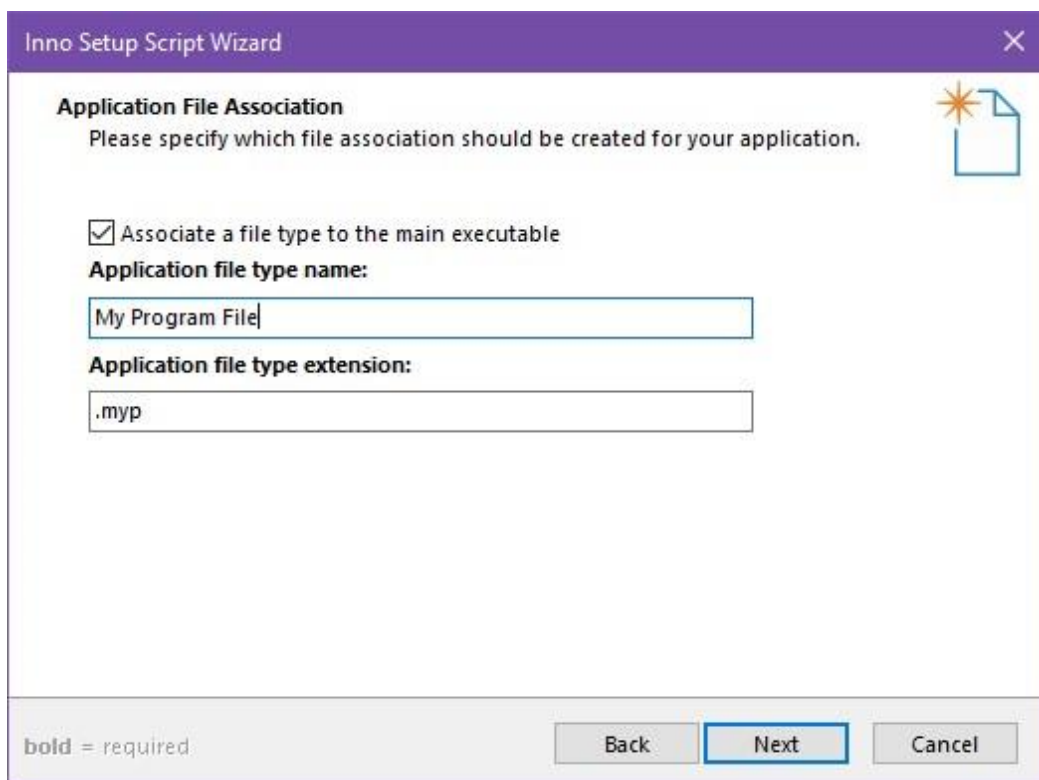 Inno Setup Script Wizard
Application File Association
Please specify which file association should be created for your application.
Associate a file type to the main executable
Application file type name:
My Program File
Application file type extension:
.myp
bold = required
Back
Next
Cancel